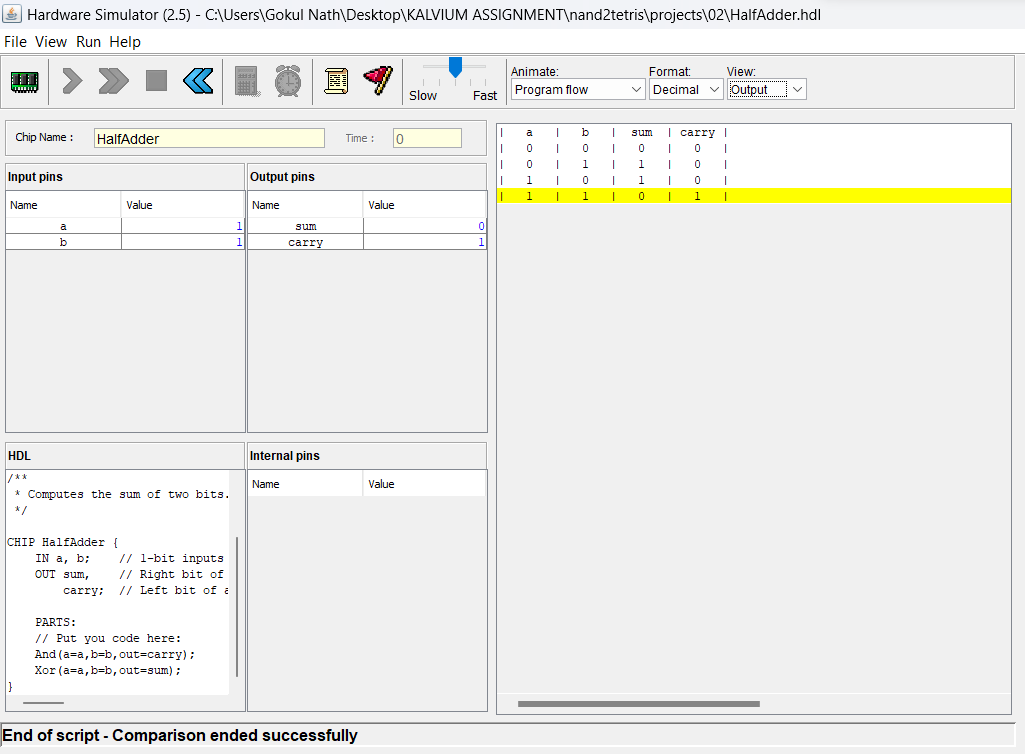 Hardware Simulator (2.5) - C:\Users\Gokul Nath\Desktop\KALVIUM ASSIGNMENT\nand2tetris\projects\02\HalfAdder.hdl
File View Run Help
Slow Fast
Animate: Format: View:
Program flow Decimal Output
Chip Name : HalfAdder Time : 0
Input pins
Name Value
a 1
b 1
Output pins
Name Value
sum 0
carry 1
| a | b | sum | carry |
| 0 | 0 | 0 | 0 |
| 0 | 1 | 1 | 0 |
| 1 | 0 | 1 | 0 |
| 1 | 1 | 0 | 1 |
HDL
/**
* Computes the sum of two bits.
*/
CHIP HalfAdder {
IN a, b; // 1-bit inputs
OUT sum, // Right bit of
carry; // Left bit of a
PARTS:
// Put you code here:
And(a=a,b=b,out=carry);
Xor(a=a,b=b,out=sum);
}
Internal pins
Name Value
End of script - Comparison ended successfully